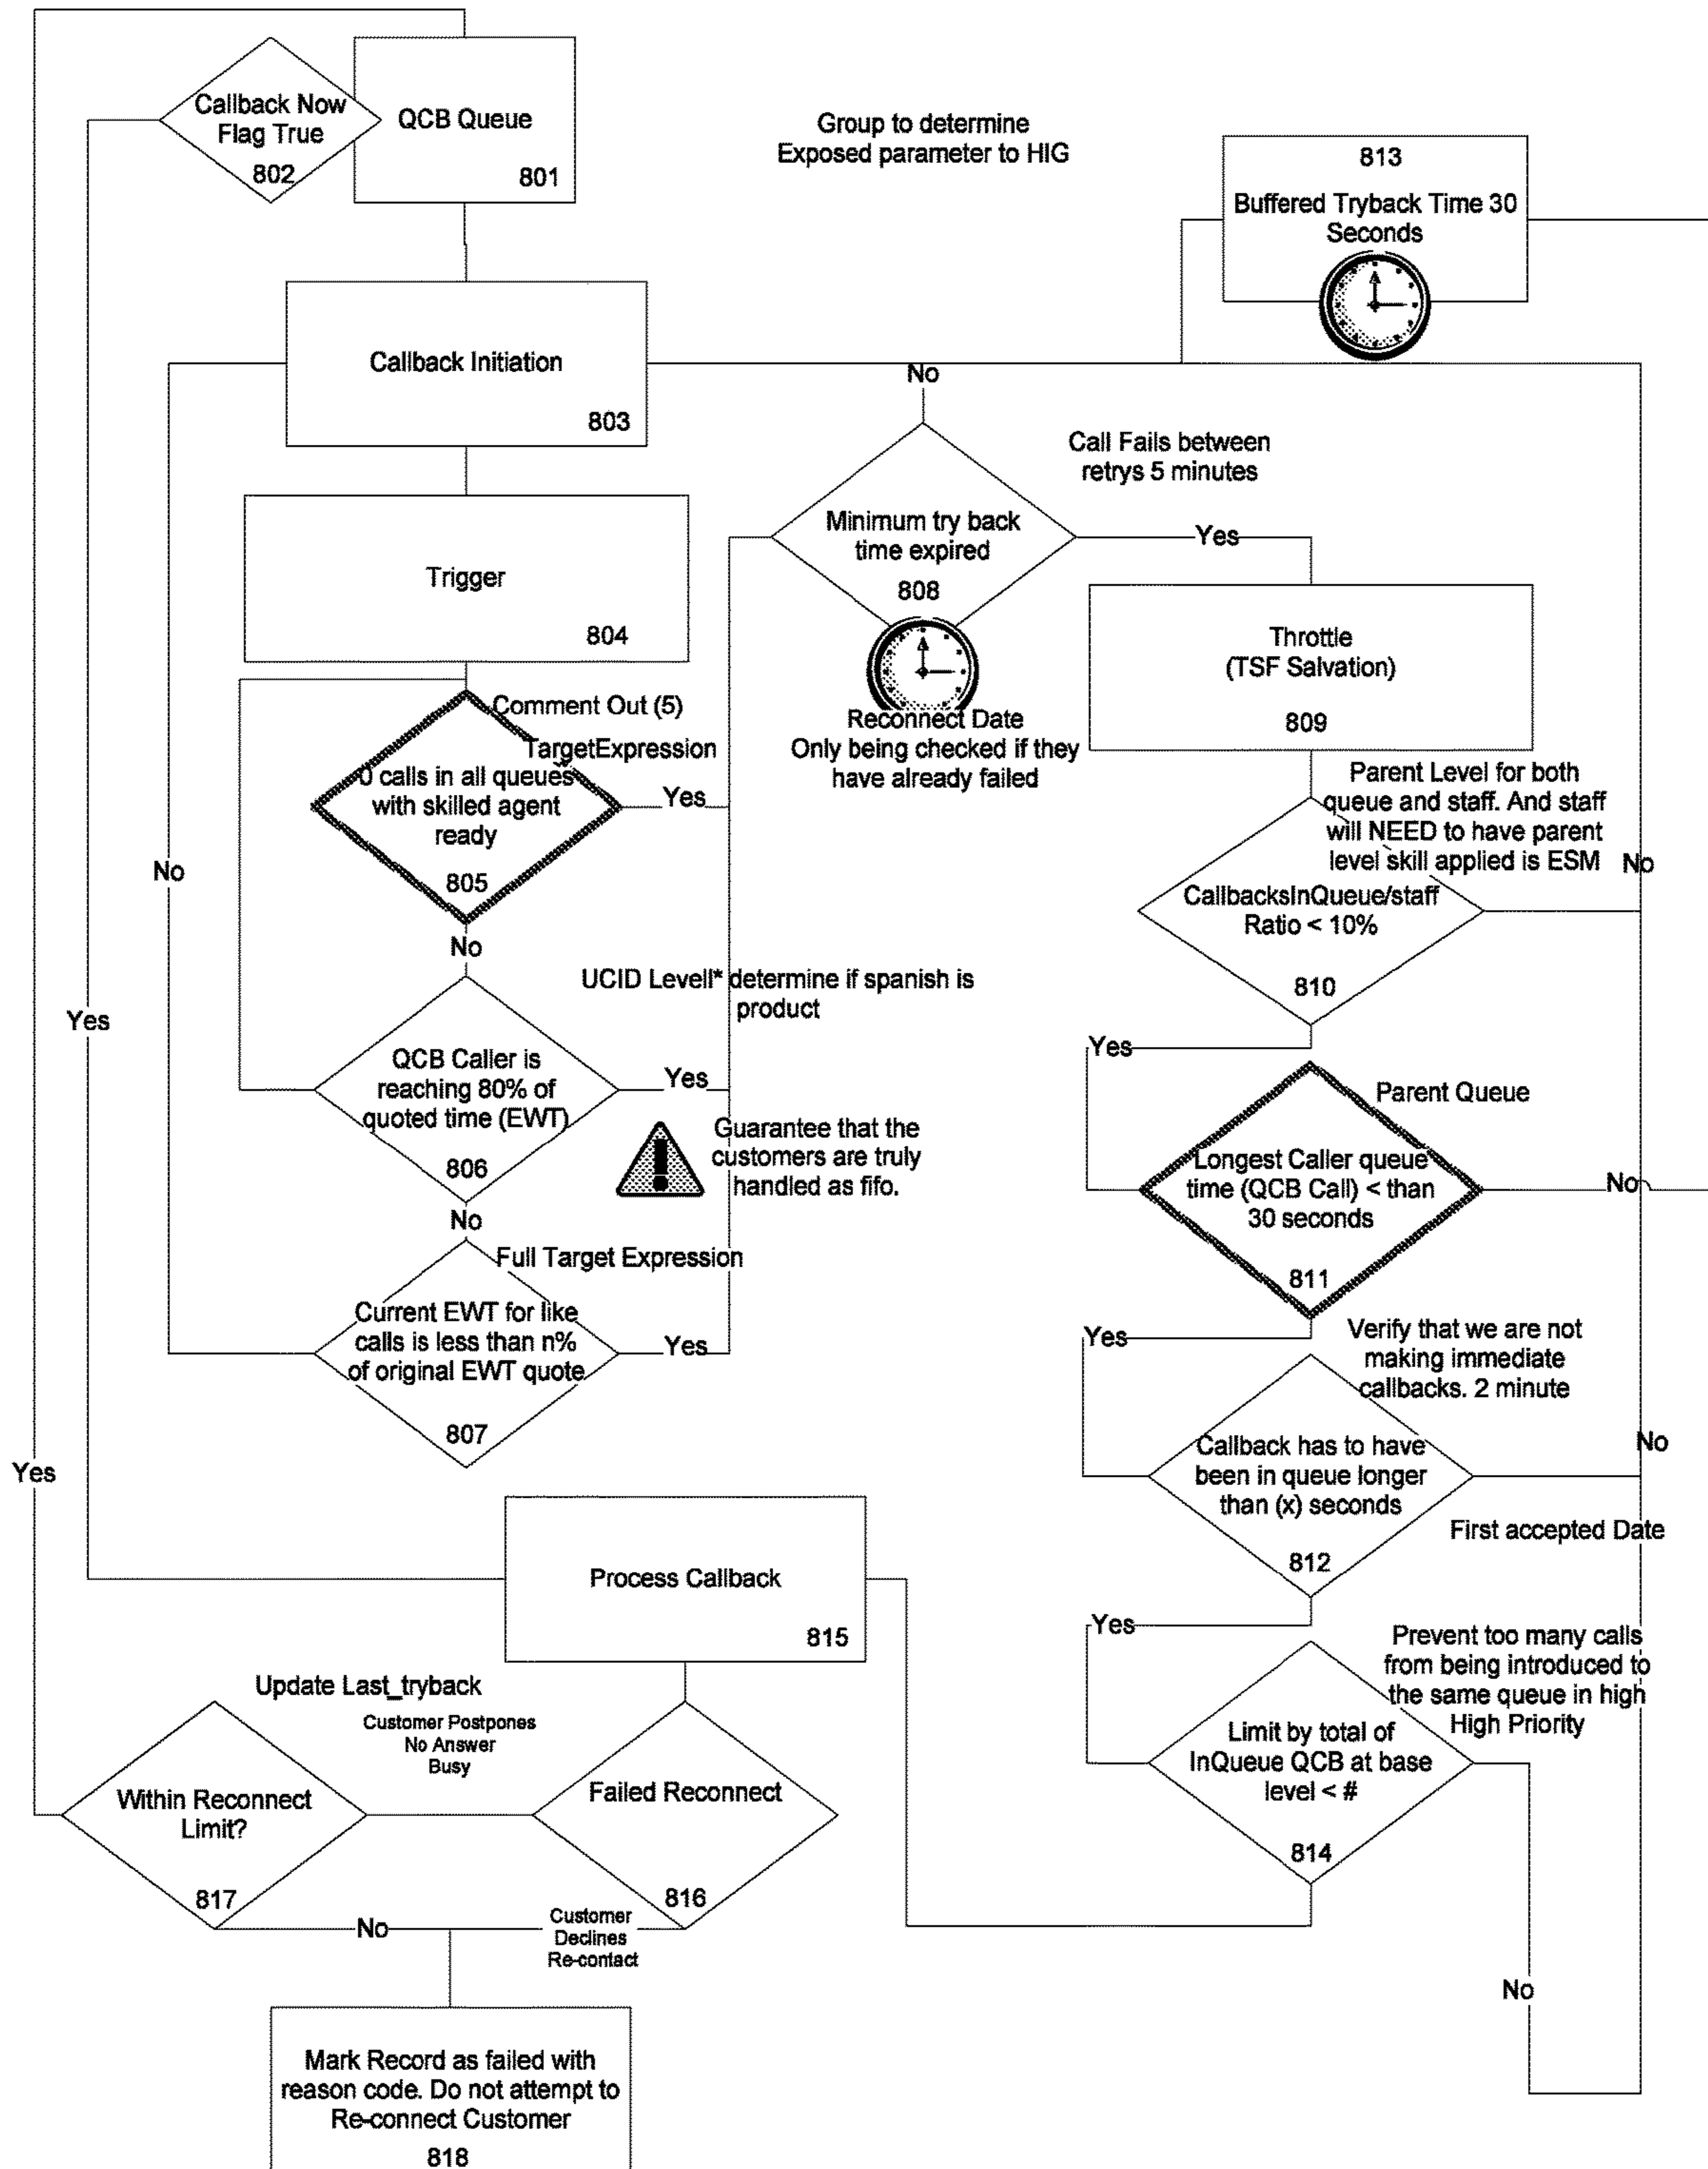 Callback Now
Flag True
802
QCB Queue
801
Group to determine
Exposed parameter to HIG
813
Buffered Tryback Time 30
Seconds
Callback Initiation
803
No
Call Fails between
retrys 5 minutes
Minimum try back
time expired
808
Yes
Trigger
804
Throttle
(TSF Salvation)
809
Reconnect Date
Only being checked if they
have already failed
Comment Out (5)
TargetExpression
0 calls in all queues
with skilled agent
ready
805
Yes
No
No
Parent Level for both
queue and staff. And staff
will NEED to have parent
level skill applied is ESM
No
CallbacksInQueue/staff
Ratio < 10%
810
Yes
UCID Levell* determine if spanish is
product
Yes
QCB Caller is
reaching 80% of
quoted time (EWT)
806
Yes
No
Guarantee that the
customers are truly
handled as fifo.
Parent Queue
Longest Caller queue
time (QCB Call) < than
30 seconds
811
No
Yes
Full Target Expression
Current EWT for like
calls is less than n%
of original EWT quote
807
Yes
Verify that we are not
making immediate
callbacks. 2 minute
Callback has to have
been in queue longer
than (x) seconds
812
No
First accepted Date
Yes
Yes
Process Callback
815
Prevent too many calls
from being introduced to
the same queue in high
High Priority
Limit by total of
InQueue QCB at base
level < #
814
No
Update Last_tryback
Customer Postpones
No Answer
Busy
Within Reconnect
Limit?
817
Failed Reconnect
816
No
Customer
Declines
Re-contact
Mark Record as failed with
reason code. Do not attempt to
Re-connect Customer
818